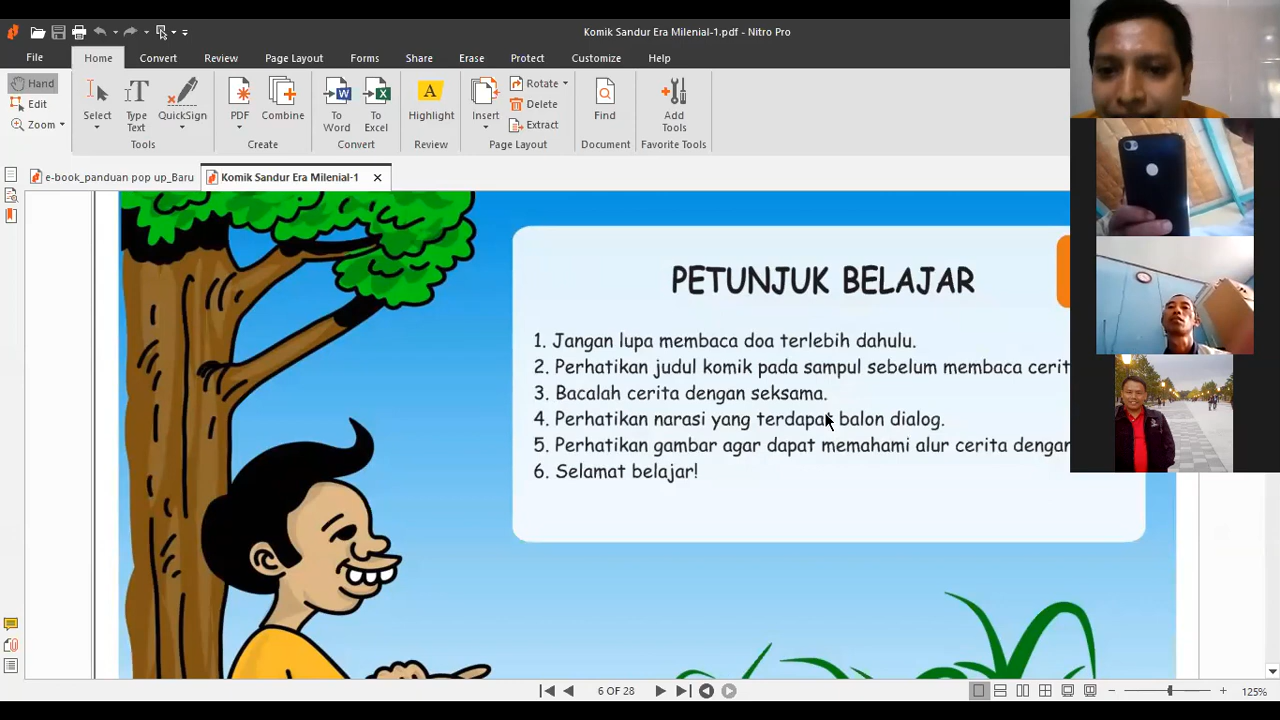 Komik Sandur Era Milenial-1.pdf - Nitro Pro
File Home Convert Review Page Layout Forms Share Erase Protect Customize Help
Hand
Edit
Zoom
Select
Type Text
QuickSign
Tools
PDF
Combine
Create
To Word
To Excel
Convert
Highlight
Review
Insert
Rotate
Delete
Extract
Page Layout
Find
Document
Add Tools
Favorite Tools
e-book_panduan pop up_Baru
Komik Sandur Era Milenial-1
PETUNJUK BELAJAR
1. Jangan lupa membaca doa terlebih dahulu.
2. Perhatikan judul komik pada sampul sebelum membaca cerit
3. Bacalah cerita dengan seksama.
4. Perhatikan narasi yang terdapat balon dialog.
5. Perhatikan gambar agar dapat memahami alur cerita dengan
6. Selamat belajar!
6 OF 28
125%